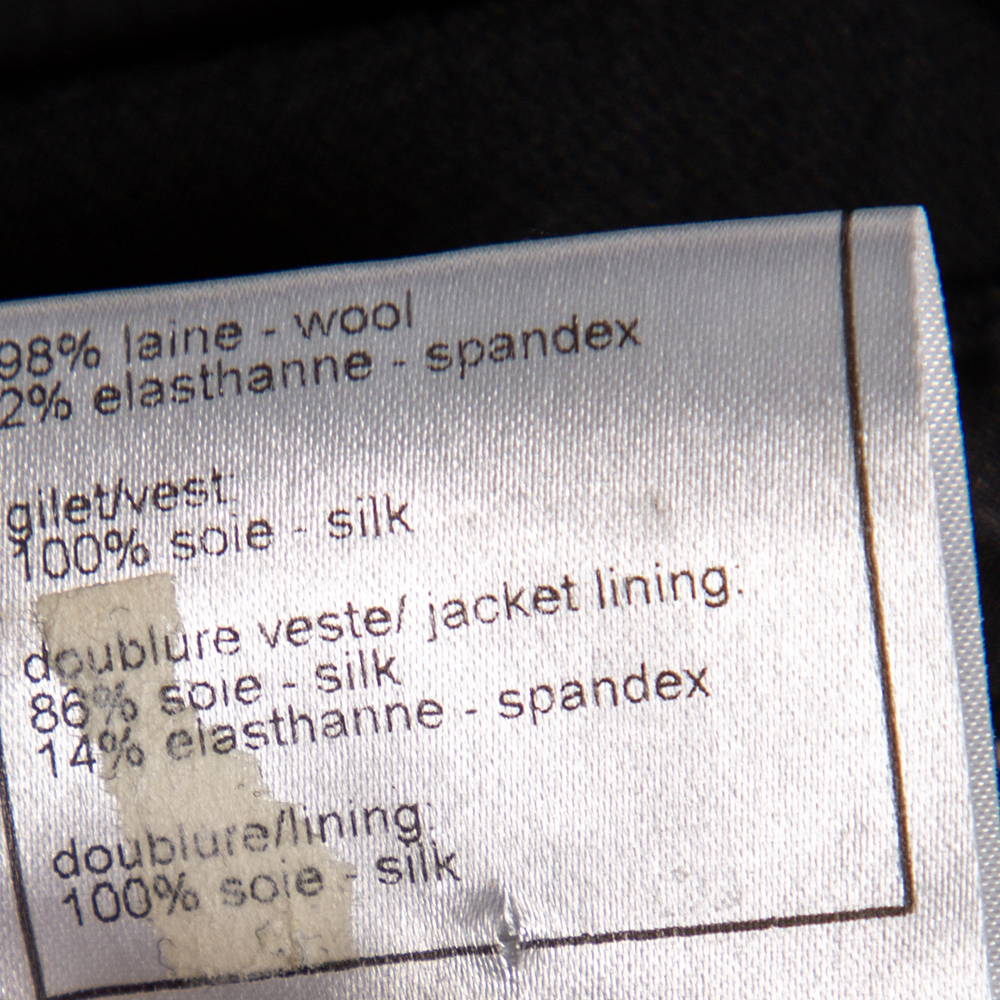 98% laine - wool
2% elasthanne - spandex
gilet/vest:
100% soie - silk
doublure veste/ jacket lining:
86% soie - silk
14% elasthanne - spandex
doublure/lining:
100% soie - silk